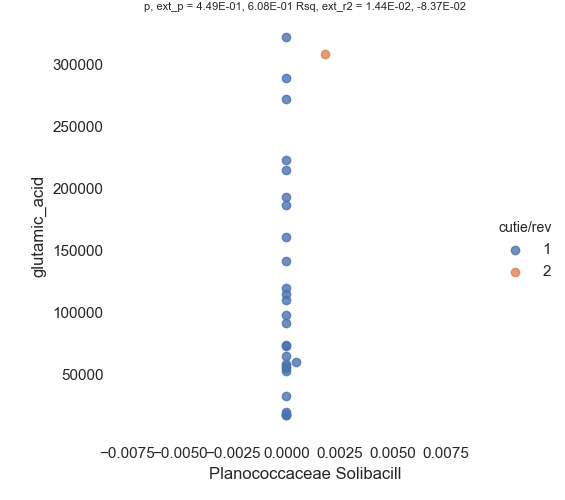 p, ext_p = 4.49E-01, 6.08E-01 Rsq, ext_r2 = 1.44E-02, -8.37E-02
300000
250000
200000
150000
100000
50000
glutamic_acid
−0.0075−0.0050−0.0025 0.0000 0.0025 0.0050 0.0075
Planococcaceae Solibacill
cutie/rev
1
2